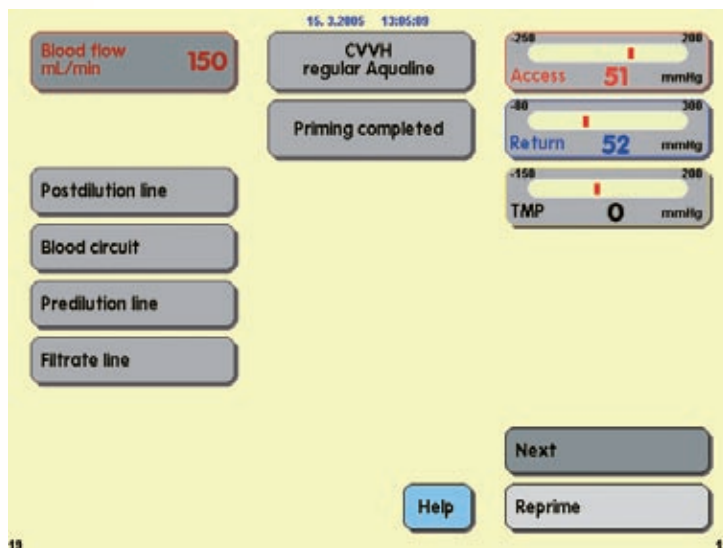 15. 3.2005 13:05:09
Blood flow
mL/min 150
CVVH
regular Aqualine
Priming completed
-250 200
Access 51 mmHg
-80 300
Return 52 mmHg
-150 200
TMP 0 mmHg
Postdilution line
Blood circuit
Predilution line
Filtrate line
Next
Help
Reprime
19 1